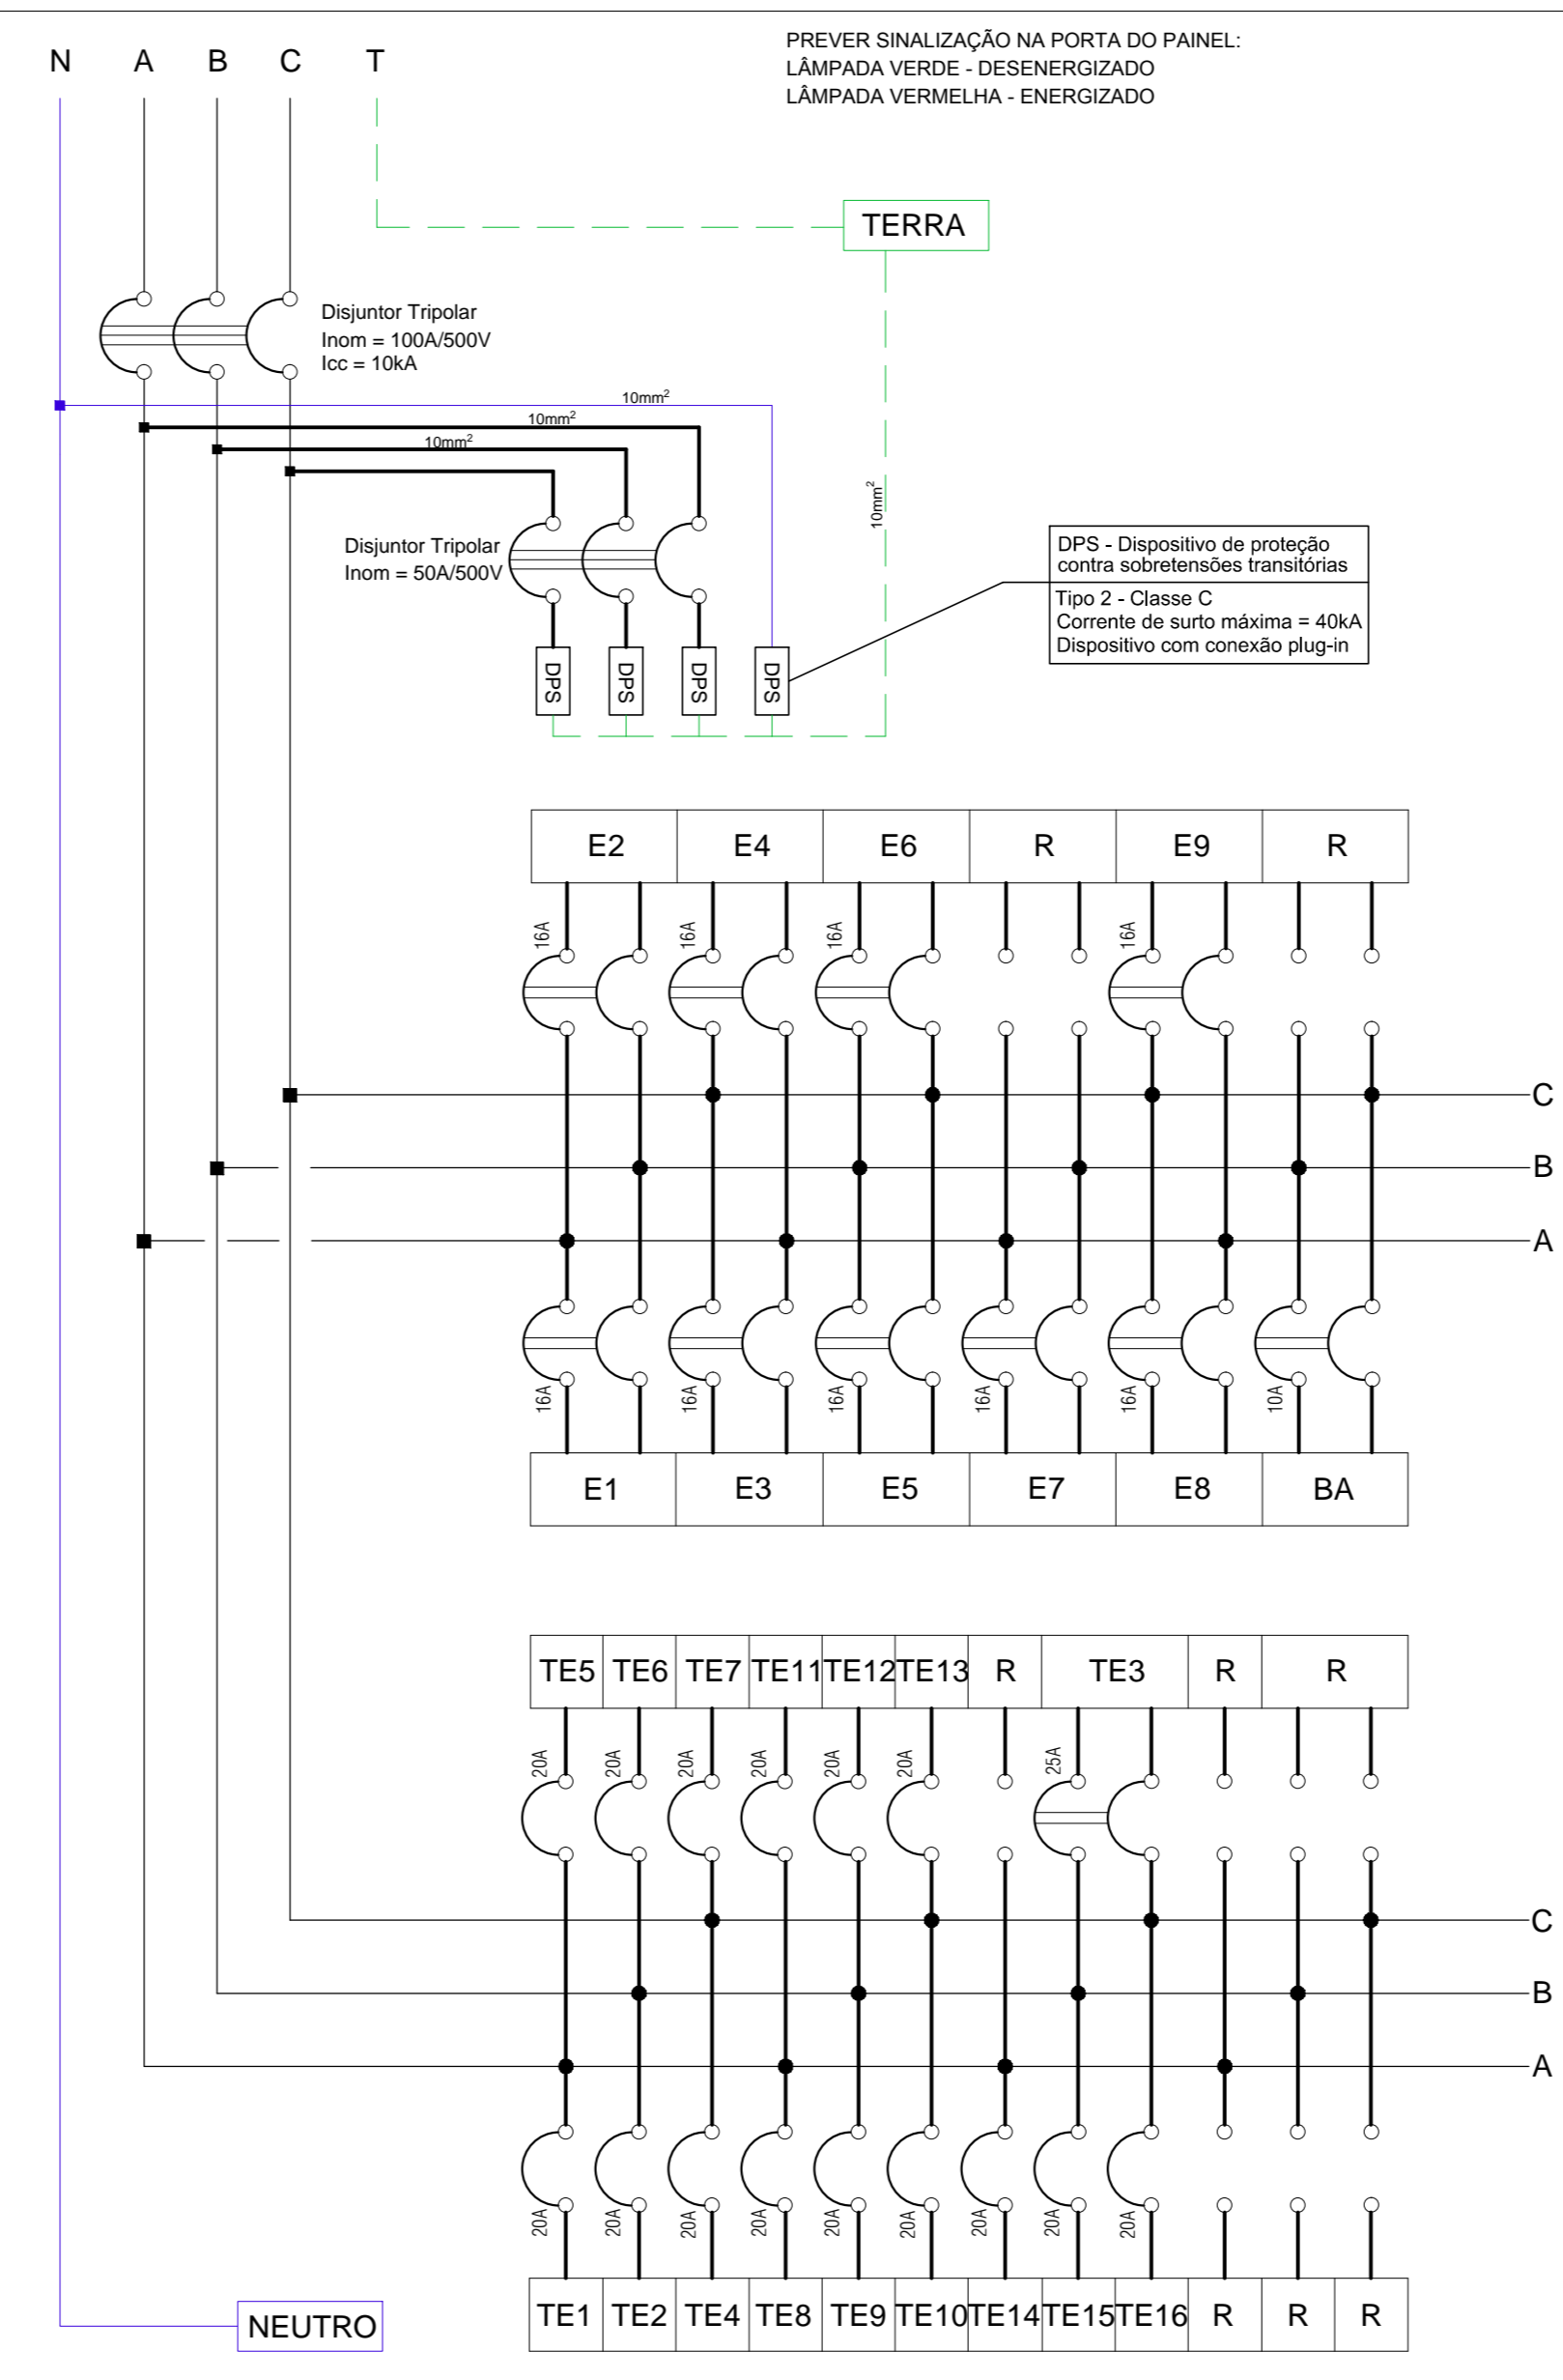 N A B C T
PREVER SINALIZAÇÃO NA PORTA DO PAINEL:
LÂMPADA VERDE - DESENERGIZADO
LÂMPADA VERMELHA - ENERGIZADO
TERRA
Disjuntor Tripolar
Inom = 100A/500V
Icc = 10kA
10mm²
10mm²
10mm²
10mm²
Disjuntor Tripolar
Inom = 50A/500V
DPS - Dispositivo de proteção
contra sobretensões transitórias
Tipo 2 - Classe C
Corrente de surto máxima = 40kA
Dispositivo com conexão plug-in
DPS DPS DPS DPS
E2 E4 E6 R E9 R
16A 16A 16A 16A
C
B
A
16A 16A 16A 16A 16A 10A
E1 E3 E5 E7 E8 BA
TE5 TE6 TE7 TE11 TE12 TE13 R TE3 R R
20A 20A 20A 20A 20A 20A 25A
C
B
A
20A 20A 20A 20A 20A 20A 20A 20A 20A
TE1 TE2 TE4 TE8 TE9 TE10 TE14 TE15 TE16 R R R
NEUTRO